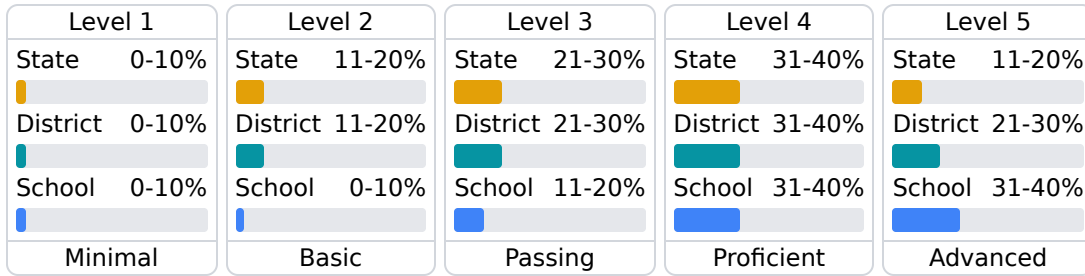 Level 1
State 0-10%
District 0-10%
School 0-10%
Minimal
Level 2
State 11-20%
District 11-20%
School 0-10%
Basic
Level 3
State 21-30%
District 21-30%
School 11-20%
Passing
Level 4
State 31-40%
District 31-40%
School 31-40%
Proficient
Level 5
State 11-20%
District 21-30%
School 31-40%
Advanced